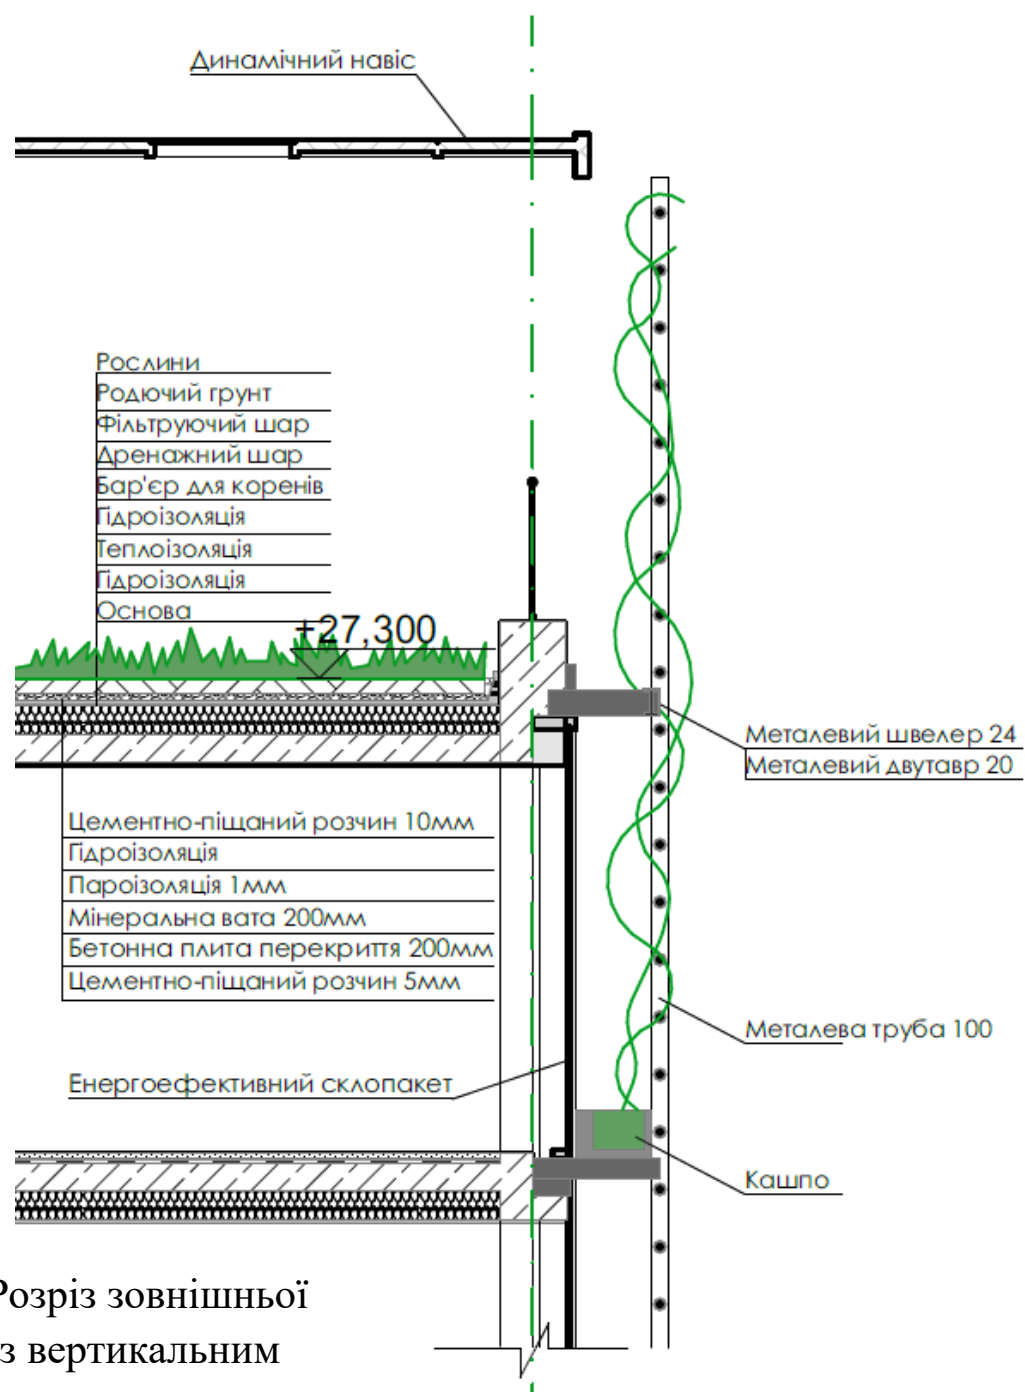 Динамічний навіс
Рослини
Родючий грунт
Фільтруючий шар
Дренажний шар
Бар'єр для коренів
Гідроізоляція
Теплоізоляція
Гідроізоляція
Основа
+27,300
Металевий швелер 24
Металевий двутавр 20
Цементно-піщаний розчин 10мм
Гідроізоляція
Пароізоляція 1мм
Мінеральна вата 200мм
Бетонна плита перекриття 200мм
Цементно-піщаний розчин 5мм
Металева труба 100
Енергоефективний склопакет
Кашпо
Розріз зовнішньої
з вертикальним